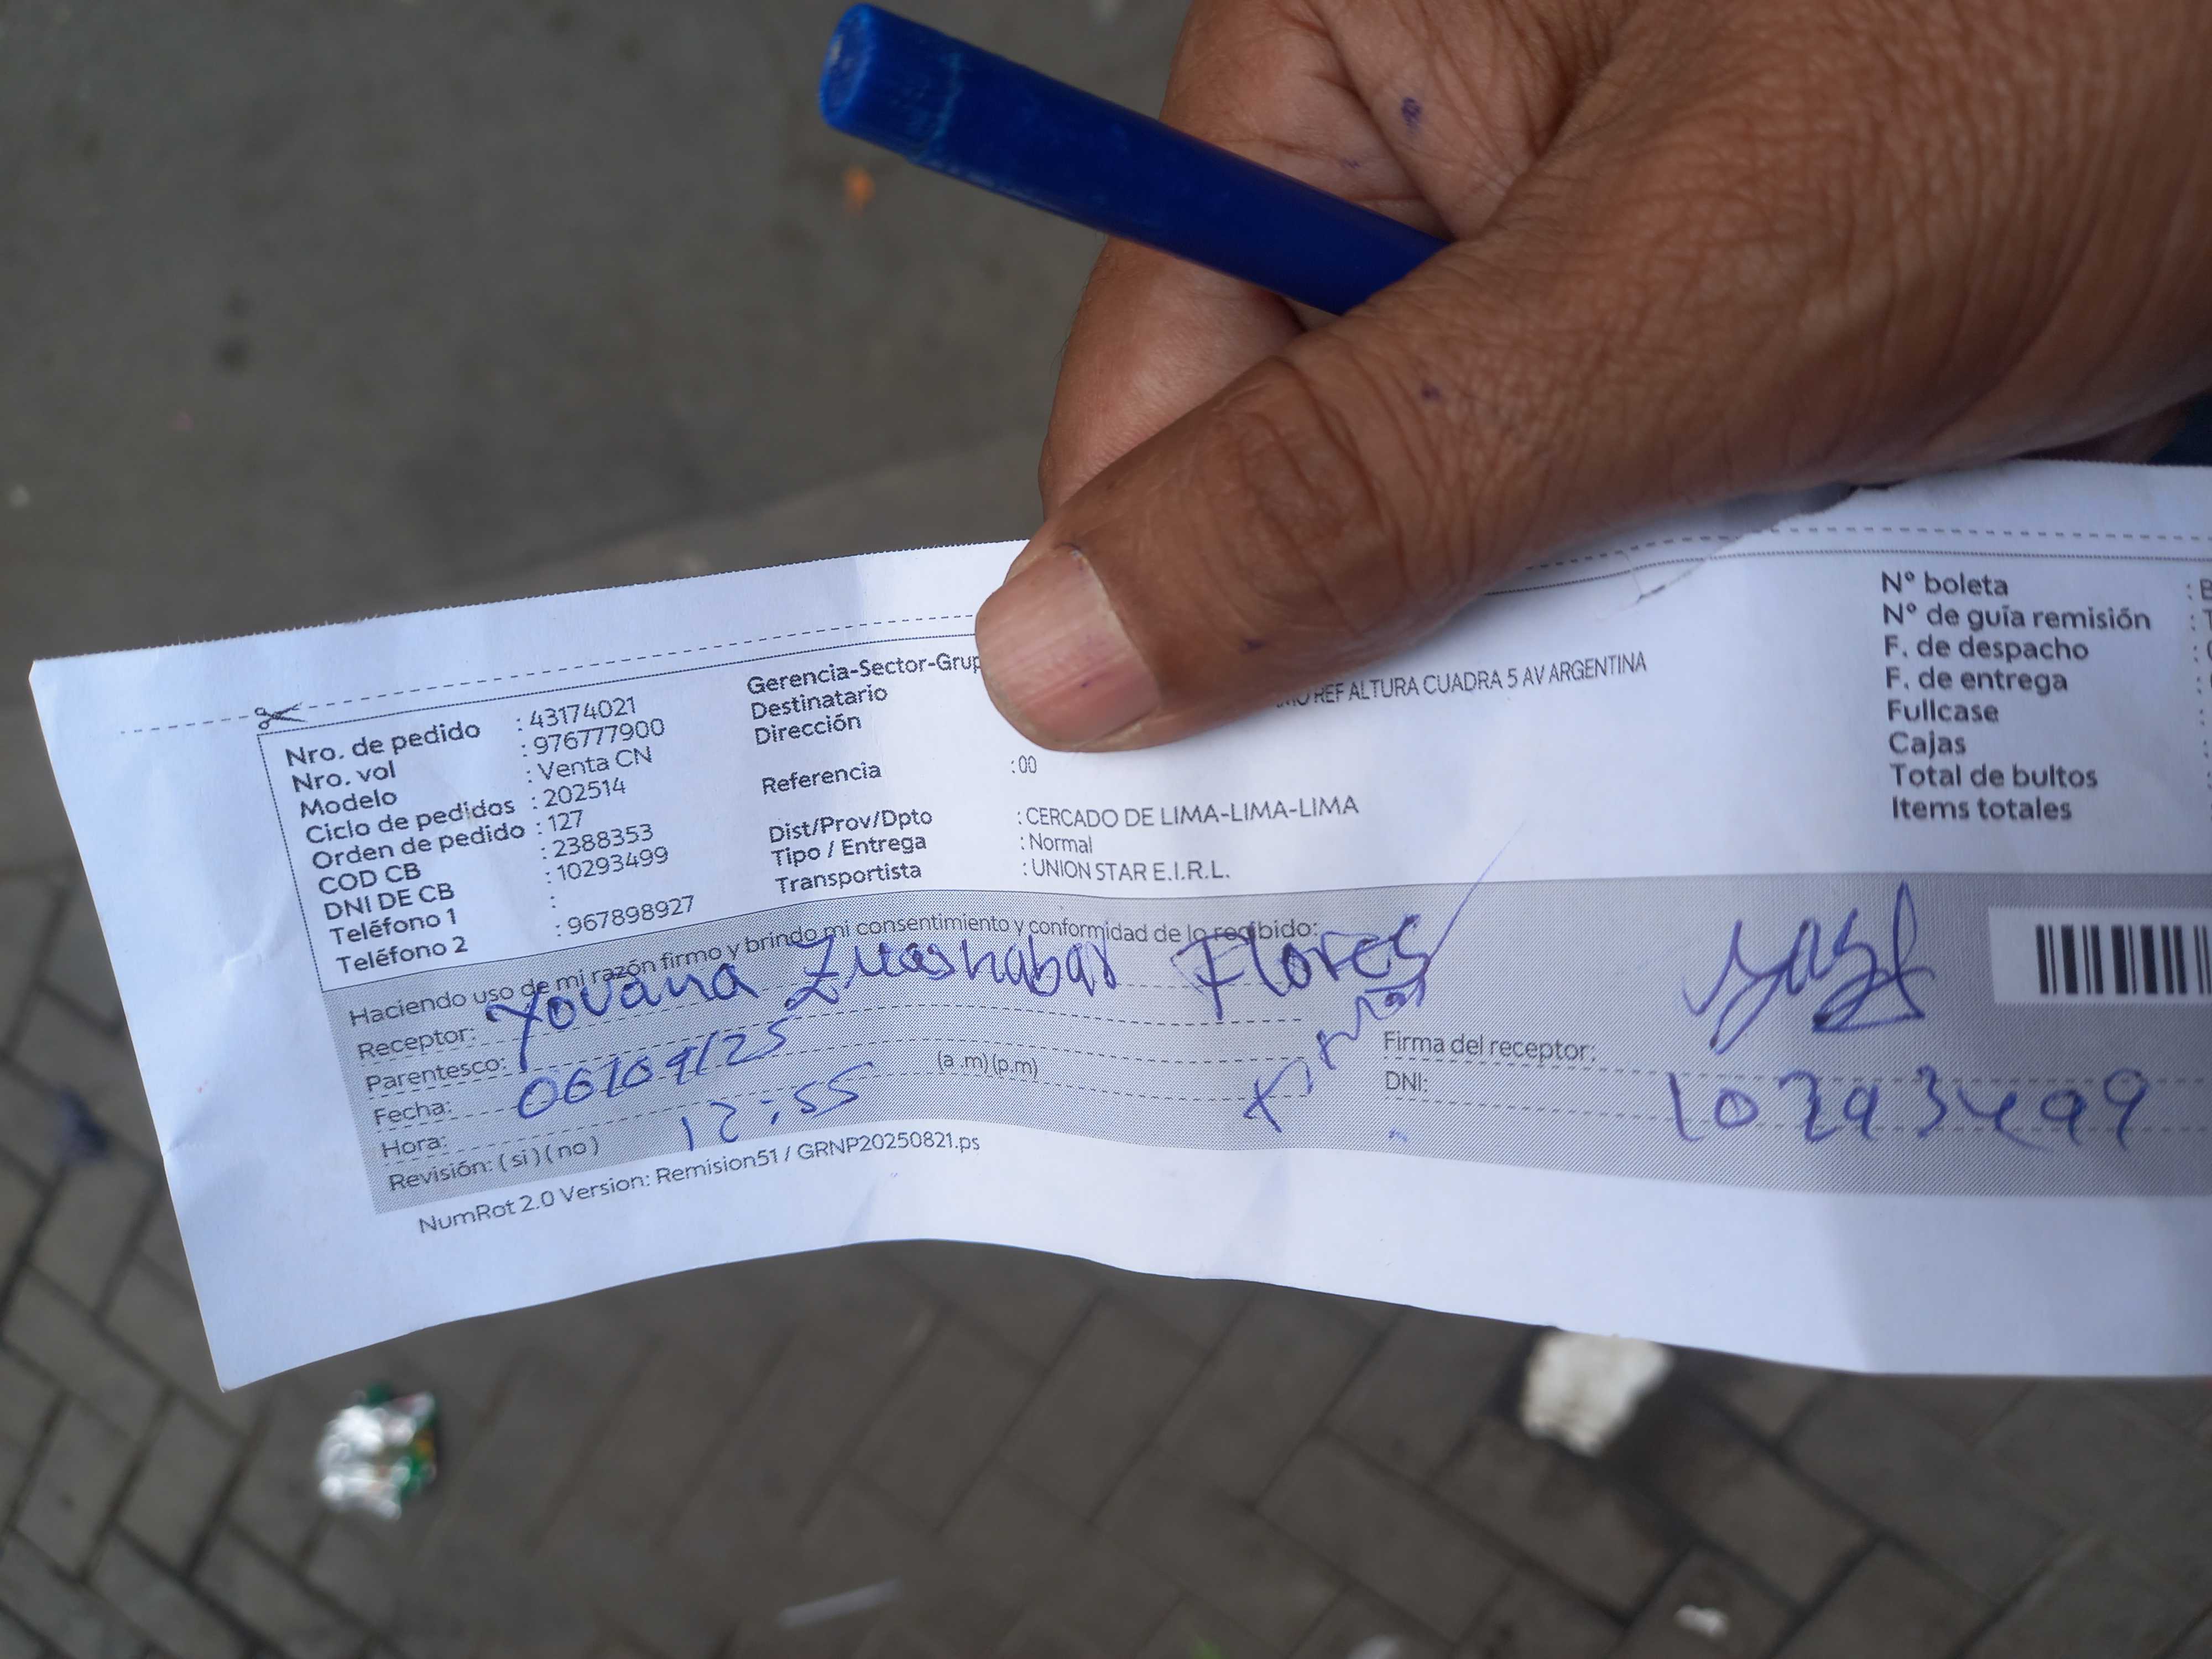 Nro. de pedido : 43174021
Nro. vol : 976777900
Modelo : Venta CN
Ciclo de pedidos : 202514
Orden de pedido : 127
COD CB : 2388353
DNI DE CB : 10293499
Teléfono 1 :
Teléfono 2 : 967898927
Gerencia-Sector-Grup
Destinatario
Dirección REF ALTURA CUADRA 5 AV ARGENTINA
Referencia : 00
Dist/Prov/Dpto : CERCADO DE LIMA-LIMA-LIMA
Tipo / Entrega : Normal
Transportista : UNION STAR E.I.R.L.
N° boleta : B
N° de guía remisión : T
F. de despacho : 0
F. de entrega :
Fullcase :
Cajas :
Total de bultos :
Items totales
Haciendo uso de mi razón firmo y brindo mi consentimiento y conformidad de lo recibido:
Receptor: Yovana Flores
Parentesco:
Fecha: 06/09/25
Hora: 12:55 (a.m)(p.m)
Revisión: (si)(no)
Firma del receptor:
DNI: 10293499
NumRot 2.0 Version: Remision51 / GRNP20250821.ps